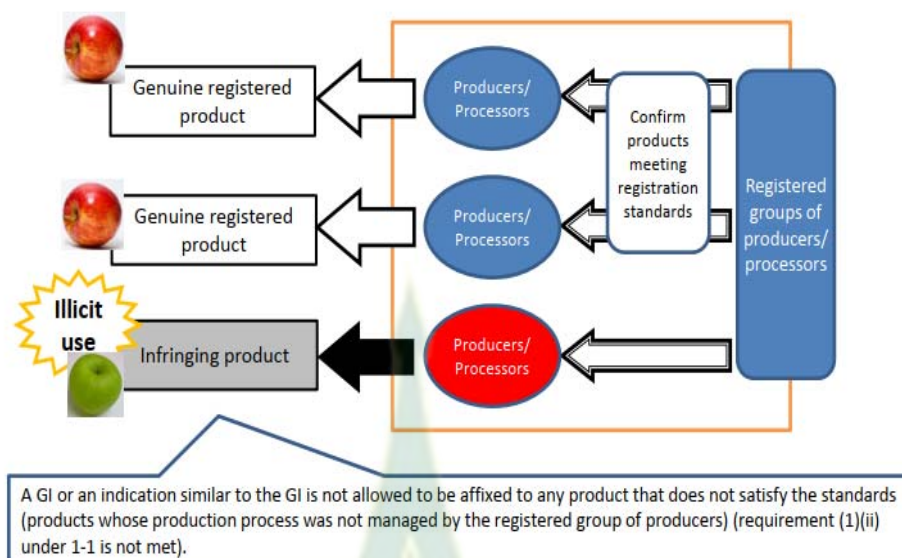 Genuine registered
product
Producers/
Processors
Confirm
products
meeting
registration
standards
Registered
groups of
producers/
processors
Genuine registered
product
Producers/
Processors
Illicit
use
Infringing product
Producers/
Processors
A GI or an indication similar to the GI is not allowed to be affixed to any product that does not satisfy the standards
(products whose production process was not managed by the registered group of producers) (requirement (1)(ii)
under 1-1 is not met).